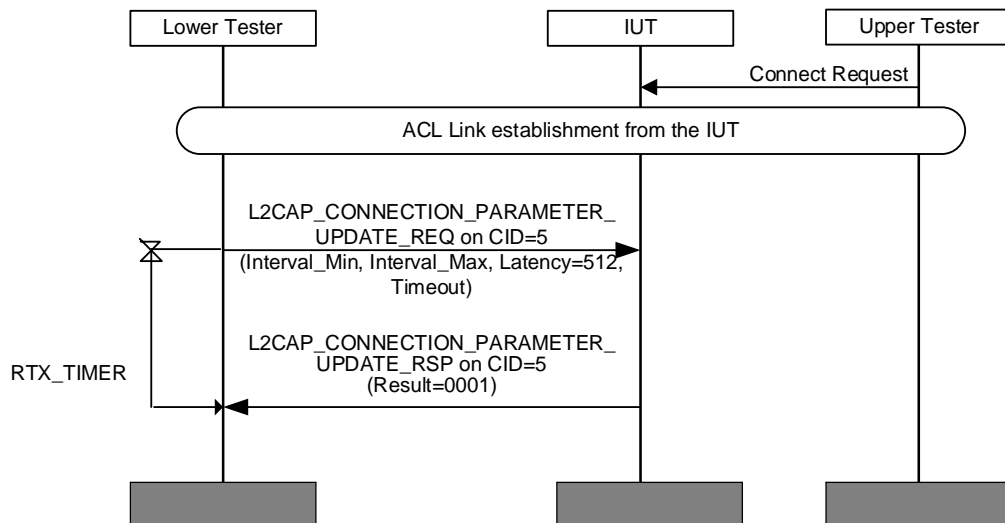 Lower Tester
IUT
Upper Tester
Connect Request
ACL Link establishment from the IUT
L2CAP_CONNECTION_PARAMETER_
UPDATE_REQ on CID=5
(Interval_Min, Interval_Max, Latency=512,
Timeout)
L2CAP_CONNECTION_PARAMETER_
UPDATE_RSP on CID=5
(Result=0001)
RTX_TIMER